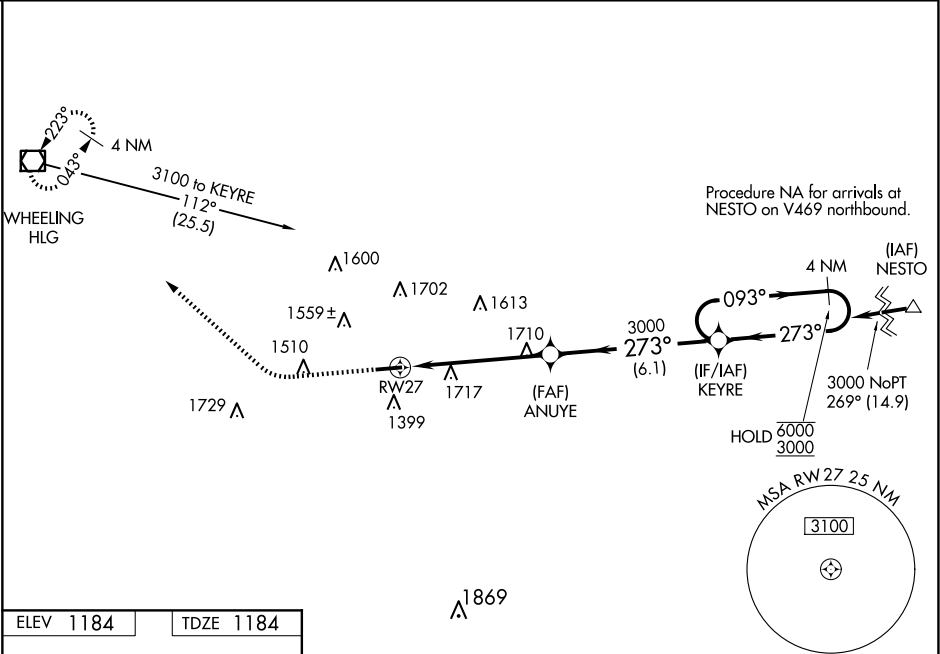 223°
043°
4 NM
WHEELING
HLG
3100 to KEYRE
112°
(25.5)
Procedure NA for arrivals at
NESTO on V469 northbound.
(IAF)
NESTO
4 NM
093°
273°
1600
1702
1613
1559±
1510
1710
3000
273°
(6.1)
(IF/IAF)
KEYRE
3000 NoPT
269° (14.9)
RW27
1717
(FAF)
ANUYE
1729
1399
HOLD 6000
3000
MSA RW27 25 NM
3100
1869
ELEV 1184
TDZE 1184